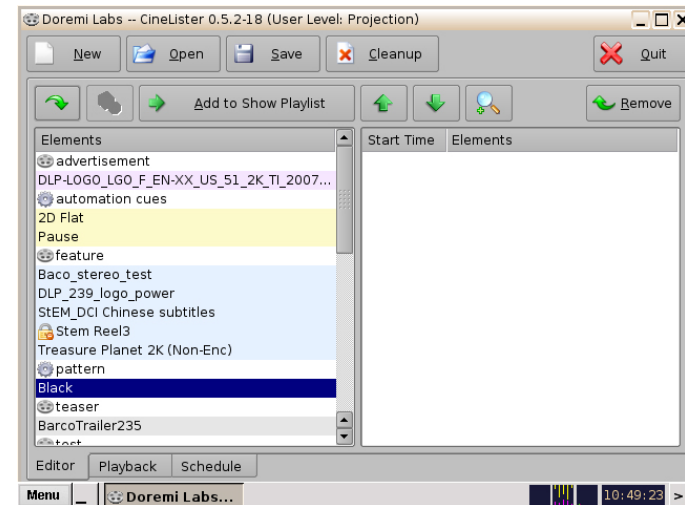 Doremi Labs -- CineLister 0.5.2-18 (User Level: Projection)
New Open Save Cleanup Quit
Add to Show Playlist Remove
Elements
advertisement
DLP-LOGO_LGO_F_EN-XX_US_51_2K_TI_2007...
automation cues
2D Flat
Pause
feature
Baco_stereo_test
DLP_239_logo_power
StEM_DCI Chinese subtitles
Stem Reel3
Treasure Planet 2K (Non-Enc)
pattern
Black
teaser
BarcoTrailer235
test
Start Time Elements
Editor Playback Schedule
Menu _ Doremi Labs... 10:49:23 >